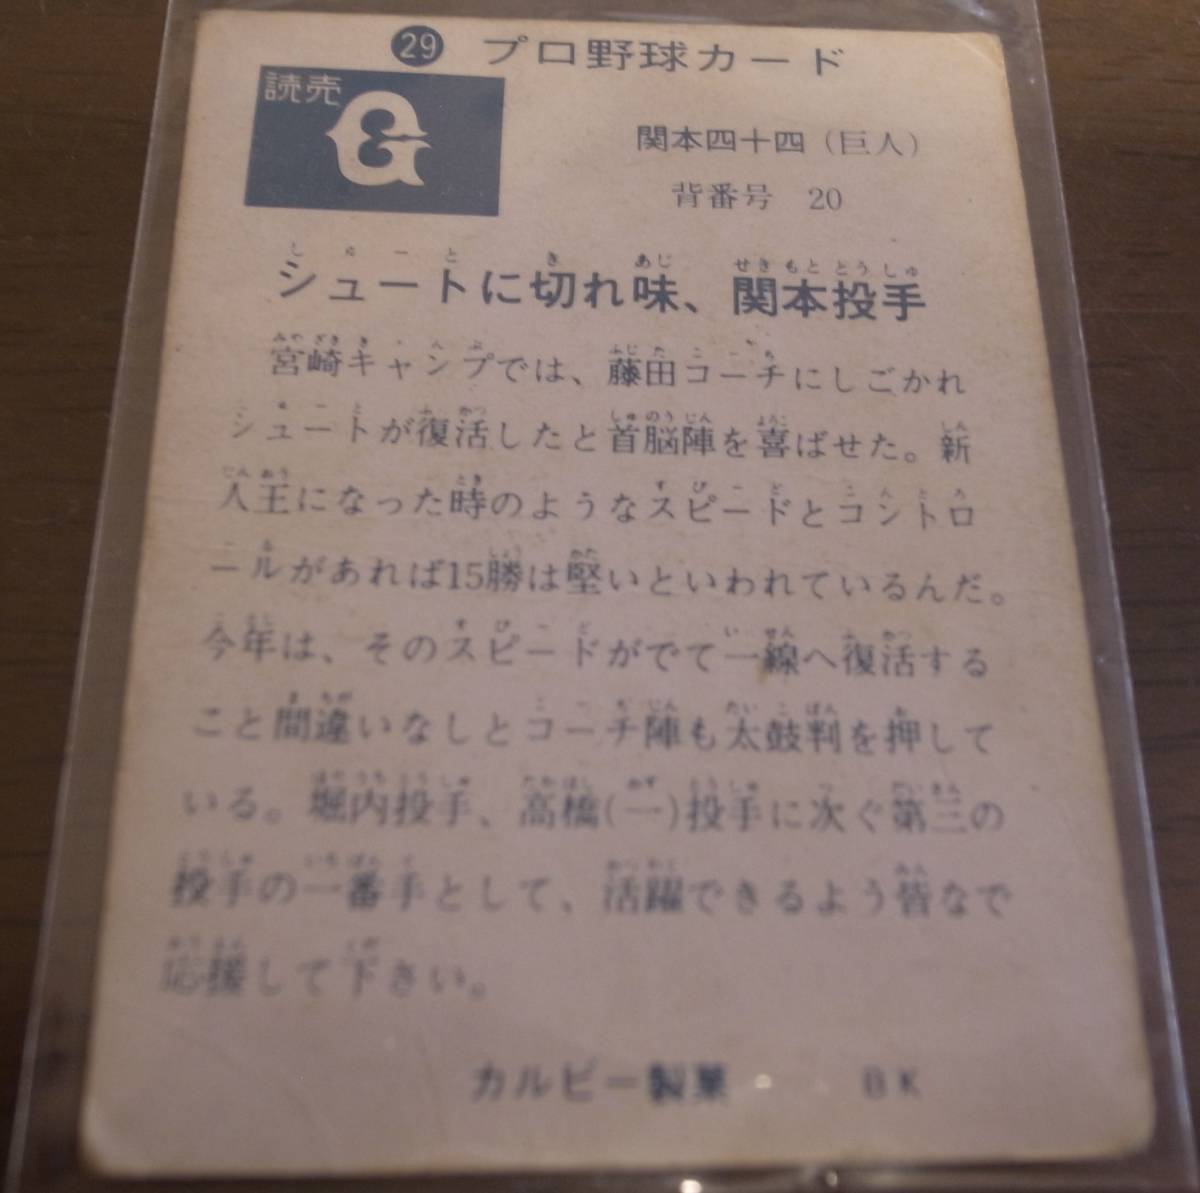 29 プロ野球カード
読売
G
関本四十四（巨人）
背番号 20
シュートに切れ味、関本投手
宮崎キャンプでは、藤田コーチにしごかれ
シュートが復活したと首脳陣を喜ばせた。新
人王になった時のようなスピードとコントロ
ールがあれば15勝は堅いといわれているんだ。
今年は、そのスピードがでて一線へ復活する
こと間違いなしとコーチ陣も太鼓判を押して
いる。堀内投手、高橋(一)投手に次ぐ第三の
投手の一番手として、活躍できるよう皆なで
応援して下さい。
カルビー製菓 BK